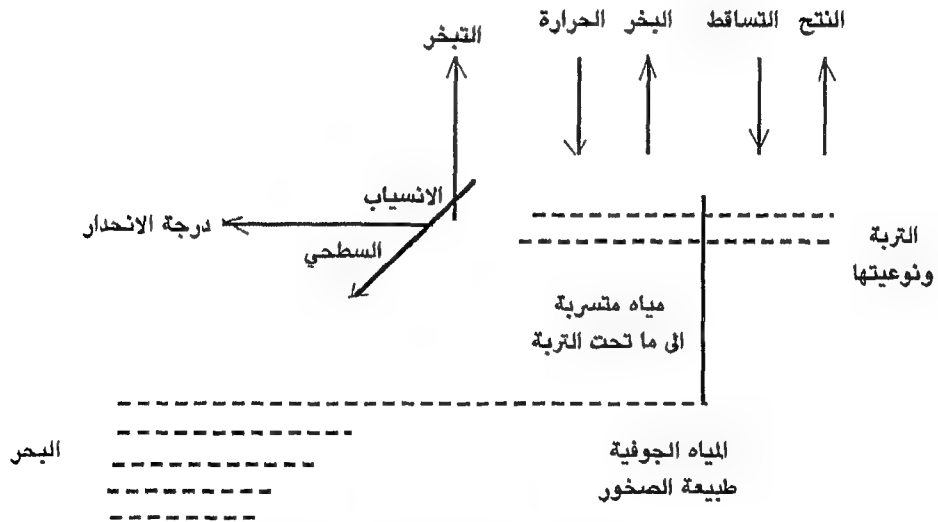 النتح
التساقط
البخر
الحرارة
التبخر
الانسياب
درجة الانحدار
السطحي
التربة
ونوعيتها
مياه متسربة
الى ما تحت التربة
البحر
المياه الجوفية
طبيعة الصخور